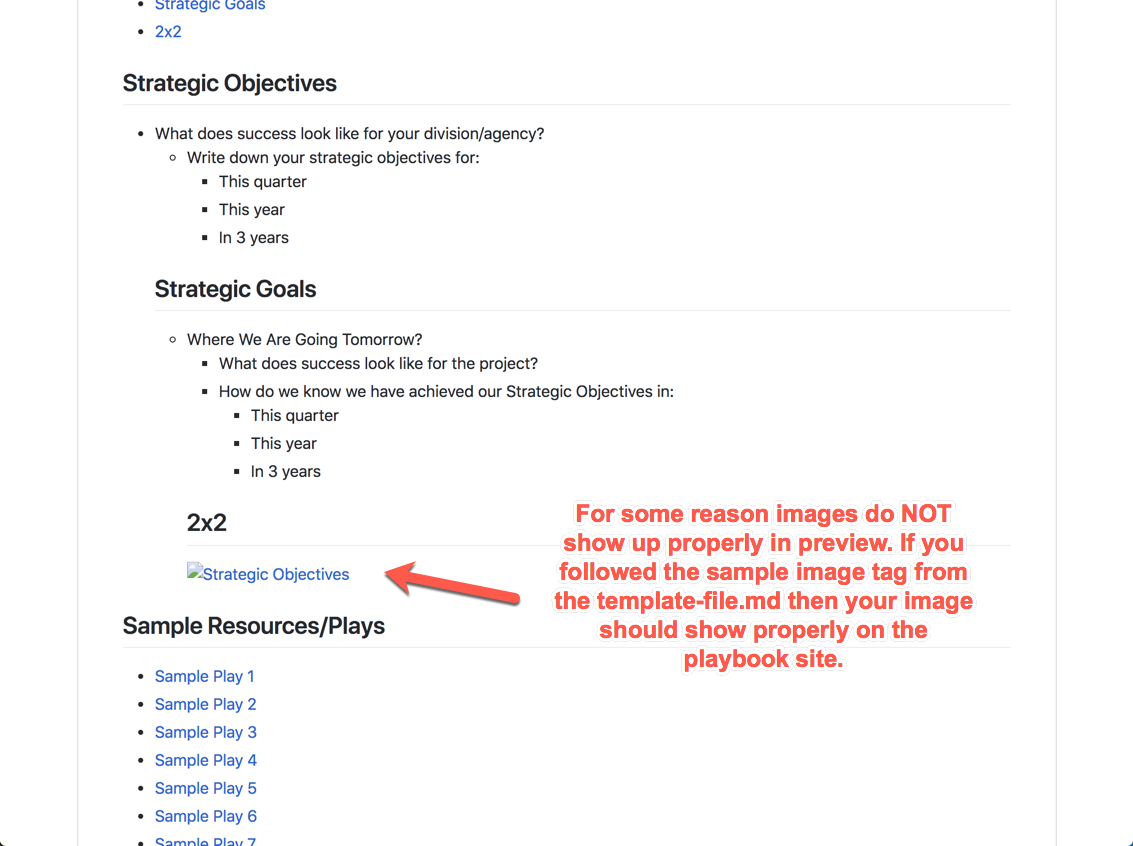 Strategic Goals
2x2
Strategic Objectives
What does success look like for your division/agency?
Write down your strategic objectives for:
This quarter
This year
In 3 years
Strategic Goals
Where We Are Going Tomorrow?
What does success look like for the project?
How do we know we have achieved our Strategic Objectives in:
This quarter
This year
In 3 years
2x2
Strategic Objectives
For some reason images do NOT
show up properly in preview. If you
followed the sample image tag from
the template-file.md then your image
should show properly on the
playbook site.
Sample Resources/Plays
Sample Play 1
Sample Play 2
Sample Play 3
Sample Play 4
Sample Play 5
Sample Play 6
Sample Play 7